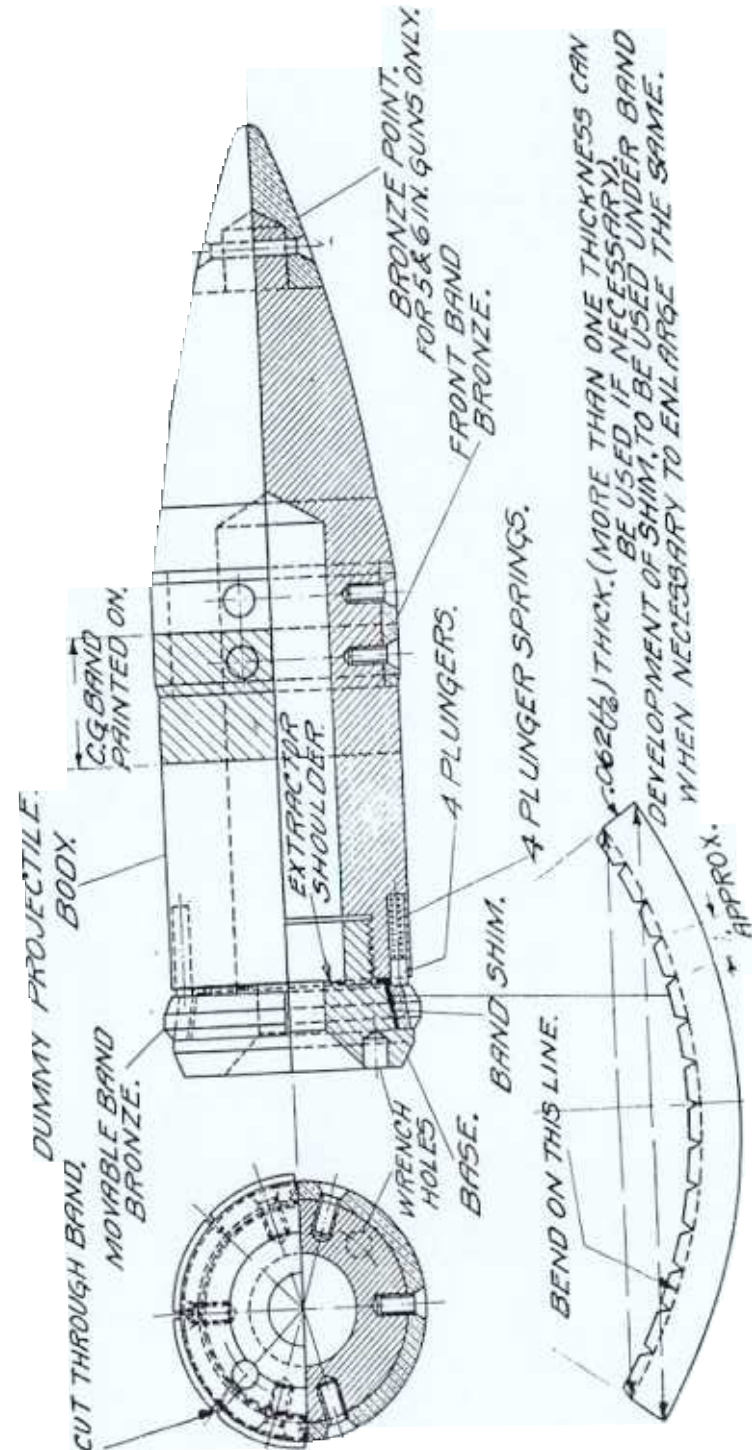 DUMMY PROJECTILE.
BODY.
C.G. BAND
PAINTED ON.
CUT THROUGH BAND.
MOVABLE BAND
BRONZE.
EXTRACTOR
SHOULDER.
BRONZE POINT.
FOR 5 & 6 IN. GUNS ONLY.
FRONT BAND
BRONZE.
4 PLUNGERS.
4 PLUNGER SPRINGS.
BAND SHIM.
WRENCH
HOLES
BASE.
BEND ON THIS LINE.
.062 (1/16) THICK. (MORE THAN ONE THICKNESS CAN
BE USED IF NECESSARY).
DEVELOPMENT OF SHIM, TO BE USED UNDER BAND
WHEN NECESSARY TO ENLARGE THE SAME.
APPROX.